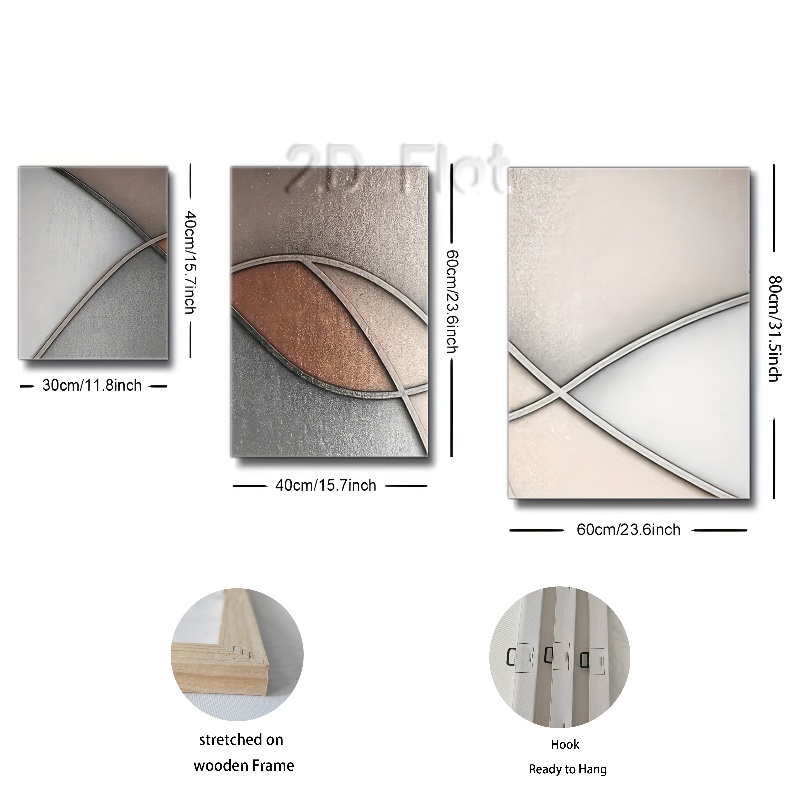 2D Flat
40cm/15.7inch
30cm/11.8inch
60cm/23.6inch
40cm/15.7inch
80cm/31.5inch
60cm/23.6inch
stretched on
wooden Frame
Hook
Ready to Hang